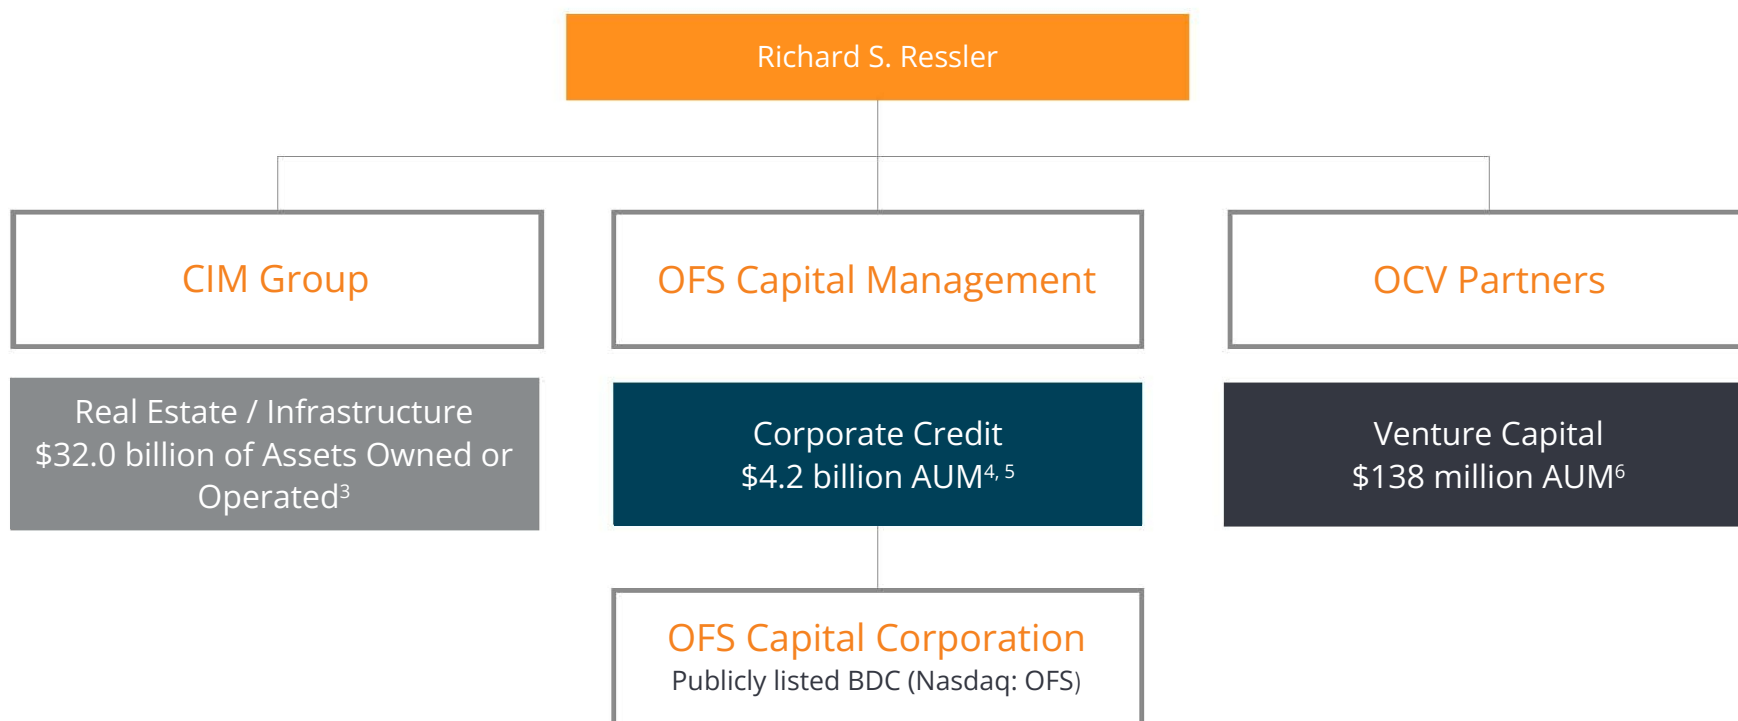 Richard S. Ressler
CIM Group
OFS Capital Management
OCV Partners
Real Estate / Infrastructure
$32.0 billion of Assets Owned or
Operated³
Corporate Credit
$4.2 billion AUM⁴˒ ⁵
Venture Capital
$138 million AUM⁶
OFS Capital Corporation
Publicly listed BDC (Nasdaq: OFS)